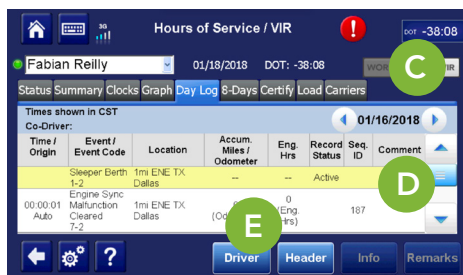 3G
Hours of Service / VIR
DOT -38:08
Fabian Reilly
01/18/2018 DOT: -38:08
C
Status Summary Clocks Graph Day Log 8-Days Certify Load Carriers
Times shown in CST
Co-Driver:
01/16/2018
Time / Origin
Event / Event Code
Location
Accum. Miles / Odometer
Eng. Hrs
Record Status
Seq. ID
Comment
Sleeper Berth 1-2
1mi ENE TX Dallas
--
--
Active
D
00:00:01 Auto
Engine Sync Malfunction Cleared 7-2
1mi ENE TX Dallas
0
(Eng. Hrs)
187
E
?
Driver
Header
Info
Remarks